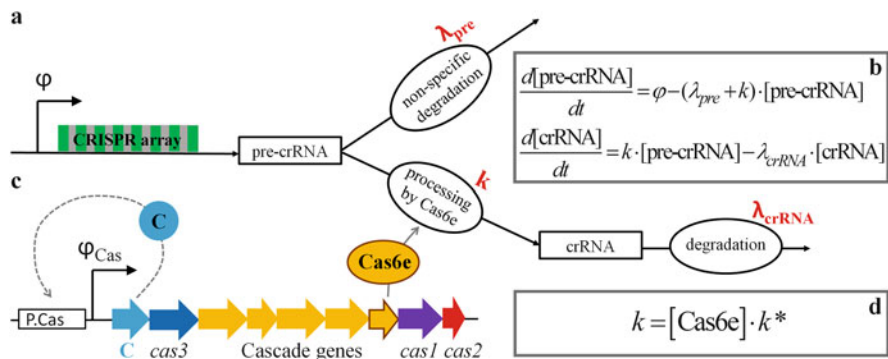 a
φ
CRISPR array
pre-crRNA
λpre
non-specific
degradation
k
processing
by Cas6e
crRNA
λcrRNA
degradation
b
d[pre-crRNA]/dt = φ−(λpre + k)·[pre-crRNA]
d[crRNA]/dt = k·[pre-crRNA]−λcrRNA·[crRNA]
c
C
φCas
P.Cas
Cas6e
C
cas3
Cascade genes
cas1
cas2
d
k = [Cas6e]·k*